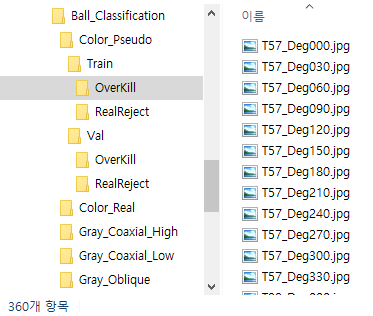 Ball_Classification
Color_Pseudo
Train
OverKill
RealReject
Val
OverKill
RealReject
Color_Real
Gray_Coaxial_High
Gray_Coaxial_Low
Gray_Oblique
이름
T57_Deg000.jpg
T57_Deg030.jpg
T57_Deg060.jpg
T57_Deg090.jpg
T57_Deg120.jpg
T57_Deg150.jpg
T57_Deg180.jpg
T57_Deg210.jpg
T57_Deg240.jpg
T57_Deg270.jpg
T57_Deg300.jpg
T57_Deg330.jpg
360개 항목